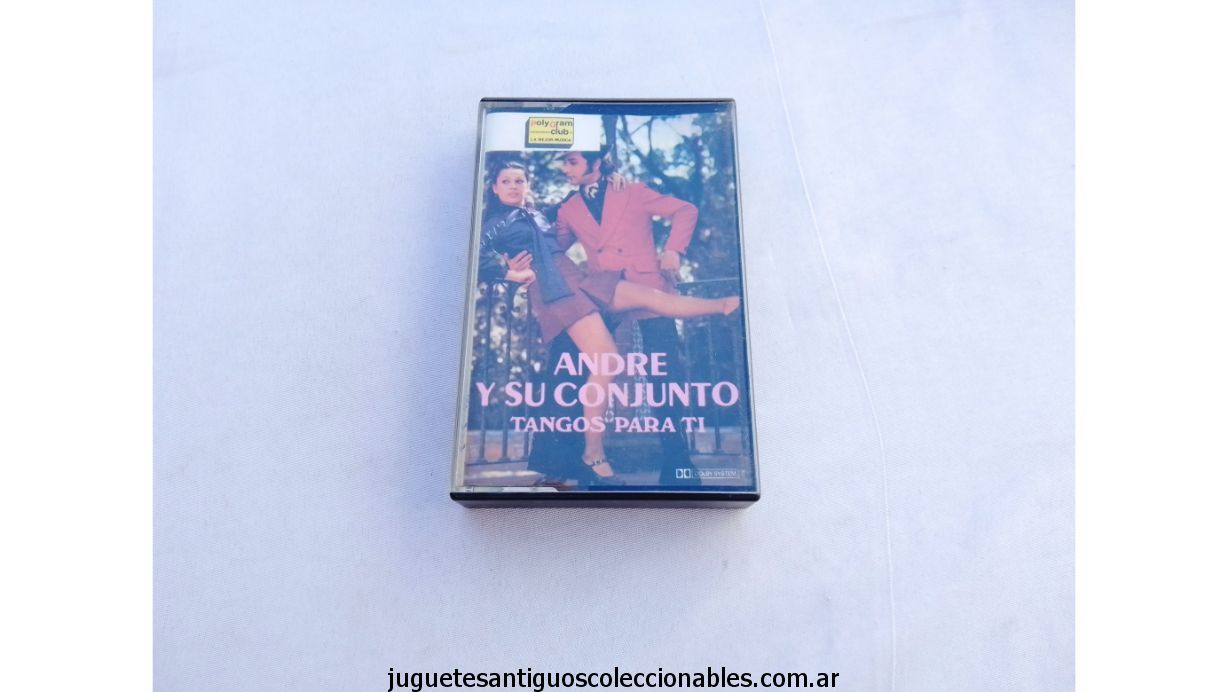 polygram
club
LA MEJOR MUSICA
ANDRE
Y SU CONJUNTO
TANGOS PARA TI
DOLBY SYSTEM
juguetesantiguoscoleccionables.com.ar